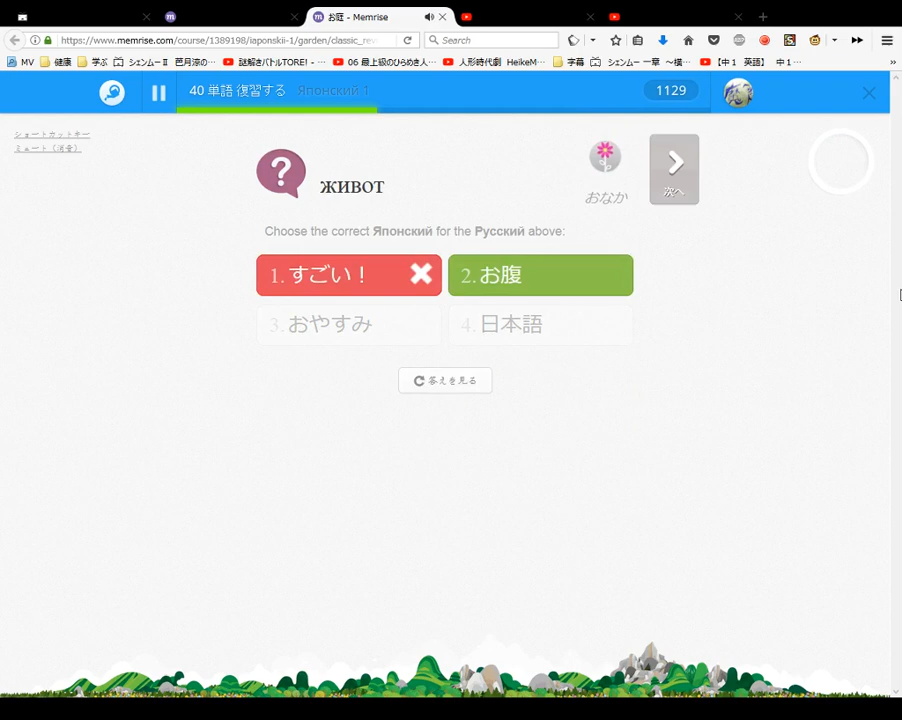 お庭 - Memrise
https://www.memrise.com/course/1389198/iaponskii-1/garden/classic_rev
Search
MV 健康 学ぶ シェンムーⅡ 芭月涼の… 謎解きバトルTORE! - … 06 最上級のひらめき人… 人形時代劇 HeikeM… 字幕 シェンムー 一章 ～横… 【中１ 英語】 中１…
40 単語 復習する Японский 1 1129
ショートカットキー
ミュート（消音）
живот
おなか
次へ
Choose the correct Японский for the Русский above:
1. すごい！ 2. お腹
3. おやすみ 4. 日本語
答えを見る